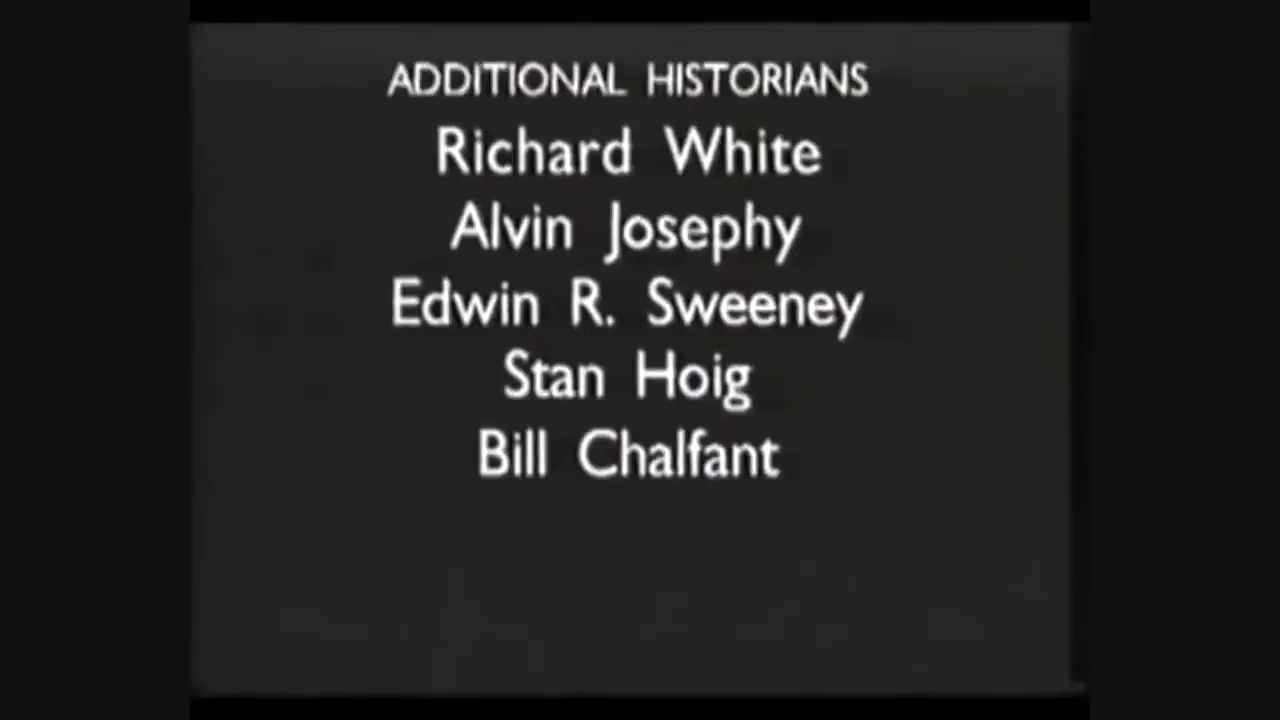 ADDITIONAL HISTORIANS
Richard White
Alvin Josephy
Edwin R. Sweeney
Stan Hoig
Bill Chalfant